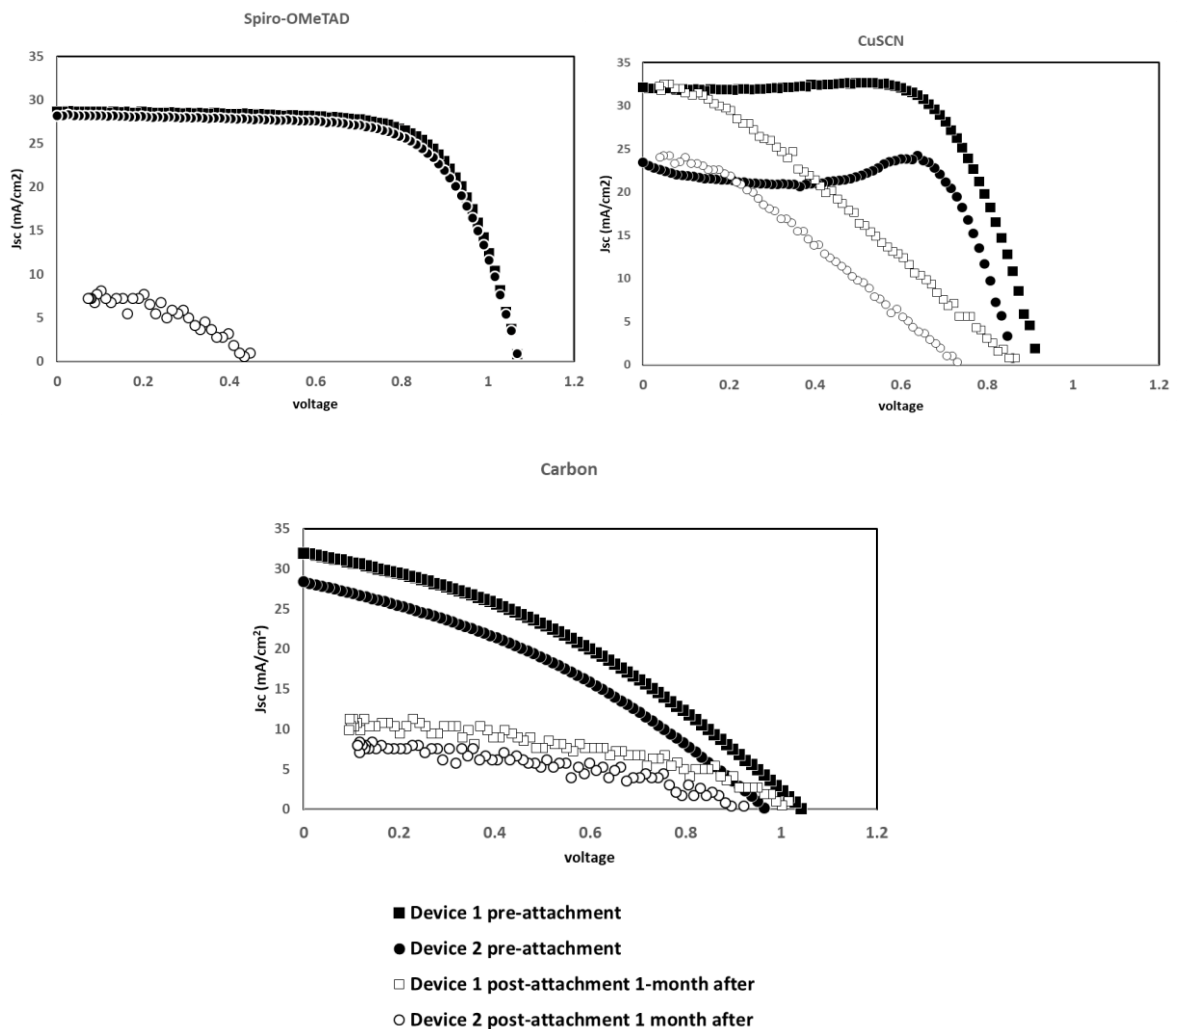 Spiro-OMeTAD
35
30
25
20
15
10
5
0
Jsc (mA/cm2)
0 0.2 0.4 0.6 0.8 1 1.2
voltage
CuSCN
35
30
25
20
15
10
5
0
Jsc (mA/cm2)
0 0.2 0.4 0.6 0.8 1 1.2
voltage
Carbon
35
30
25
20
15
10
5
0
Jsc (mA/cm²)
0 0.2 0.4 0.6 0.8 1 1.2
voltage
Device 1 pre-attachment
Device 2 pre-attachment
Device 1 post-attachment 1-month after
Device 2 post-attachment 1 month after